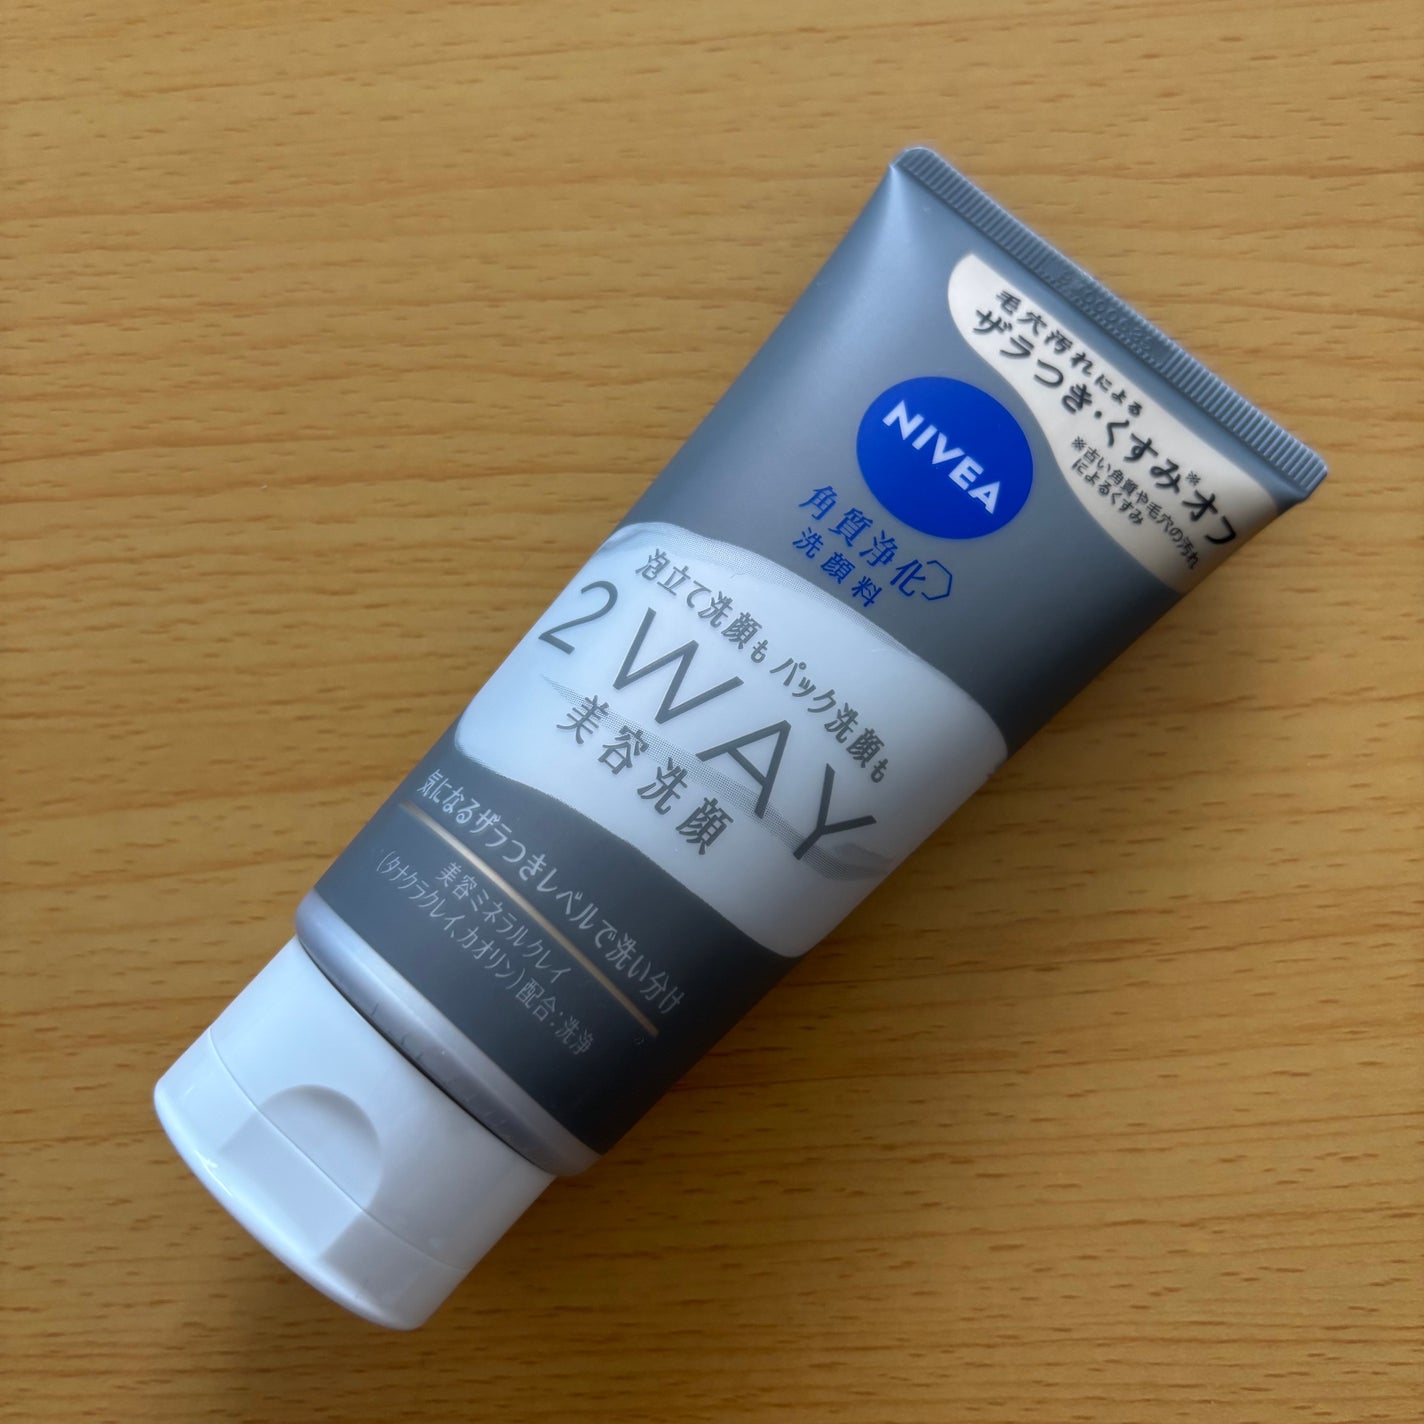 毛穴汚れによる
ザラつき・くすみ※オフ
※古い角質や毛穴の汚れ
によるくすみ
NIVEA
角質浄化
洗顔料
泡立て洗顔も パック洗顔も
2WAY
美容洗顔
気になるザラつきレベルで洗い分け
美容ミネラルクレイ
(タナクラクレイ、カオリン)配合:洗浄